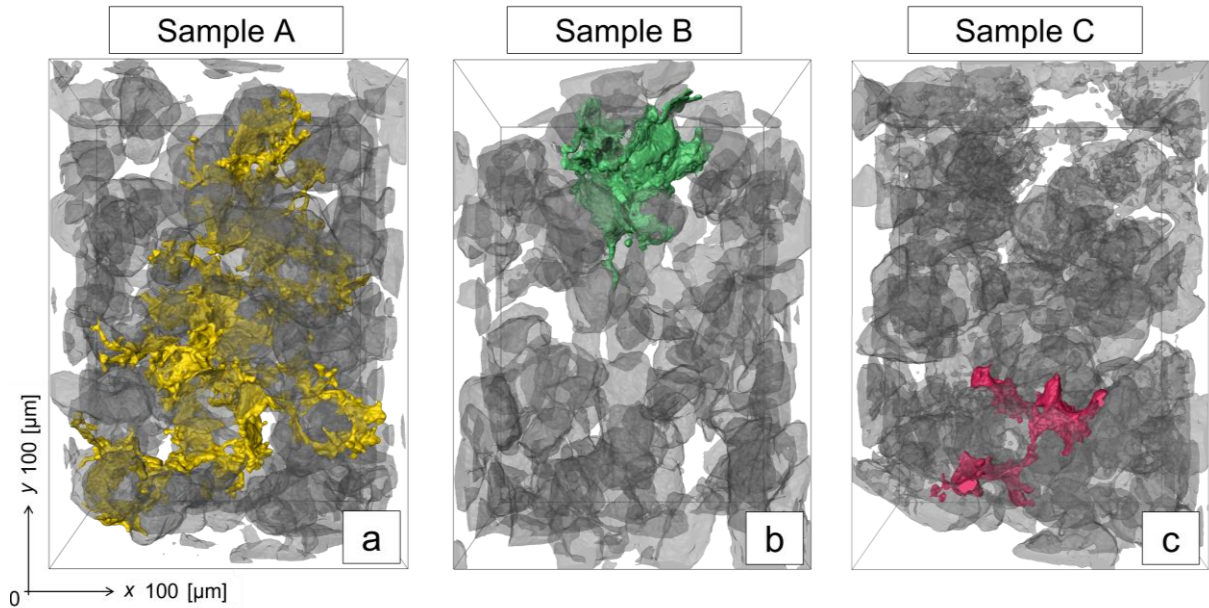 Sample A
Sample B
Sample C
a
b
c
y 100 [µm]
0
x 100 [µm]